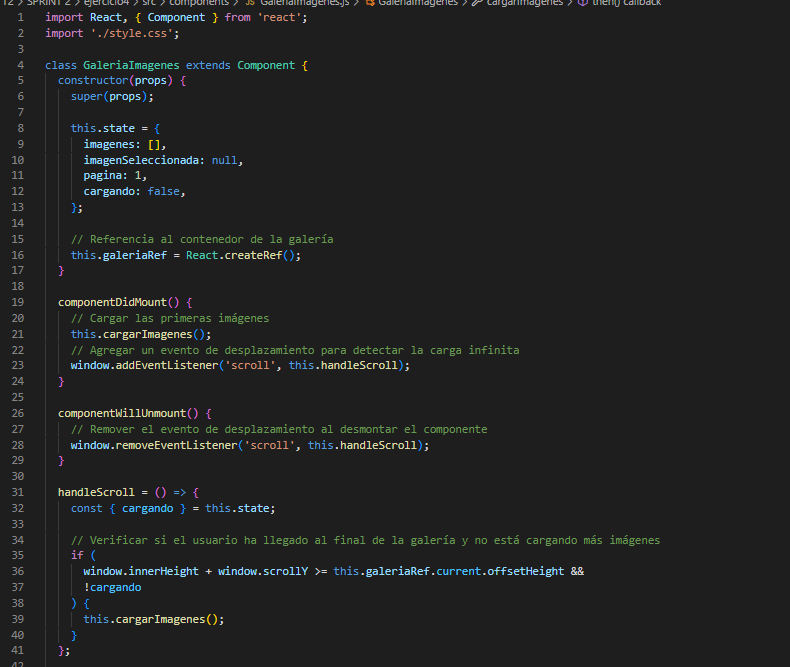 12 > SPRINT 2 > ejercicio4 > src > components > JS GaleriaImagenes.js > GaleriaImagenes > cargarImagenes > then() callback
1 import React, { Component } from 'react';
2 import './style.css';
3
4 class GaleriaImagenes extends Component {
5 constructor(props) {
6 super(props);
7
8 this.state = {
9 imagenes: [],
10 imagenSeleccionada: null,
11 pagina: 1,
12 cargando: false,
13 };
14
15 // Referencia al contenedor de la galería
16 this.galeriaRef = React.createRef();
17 }
18
19 componentDidMount() {
20 // Cargar las primeras imágenes
21 this.cargarImagenes();
22 // Agregar un evento de desplazamiento para detectar la carga infinita
23 window.addEventListener('scroll', this.handleScroll);
24 }
25
26 componentWillUnmount() {
27 // Remover el evento de desplazamiento al desmontar el componente
28 window.removeEventListener('scroll', this.handleScroll);
29 }
30
31 handleScroll = () => {
32 const { cargando } = this.state;
33
34 // Verificar si el usuario ha llegado al final de la galería y no está cargando más imágenes
35 if (
36 window.innerHeight + window.scrollY >= this.galeriaRef.current.offsetHeight &&
37 !cargando
38 ) {
39 this.cargarImagenes();
40 }
41 };
42